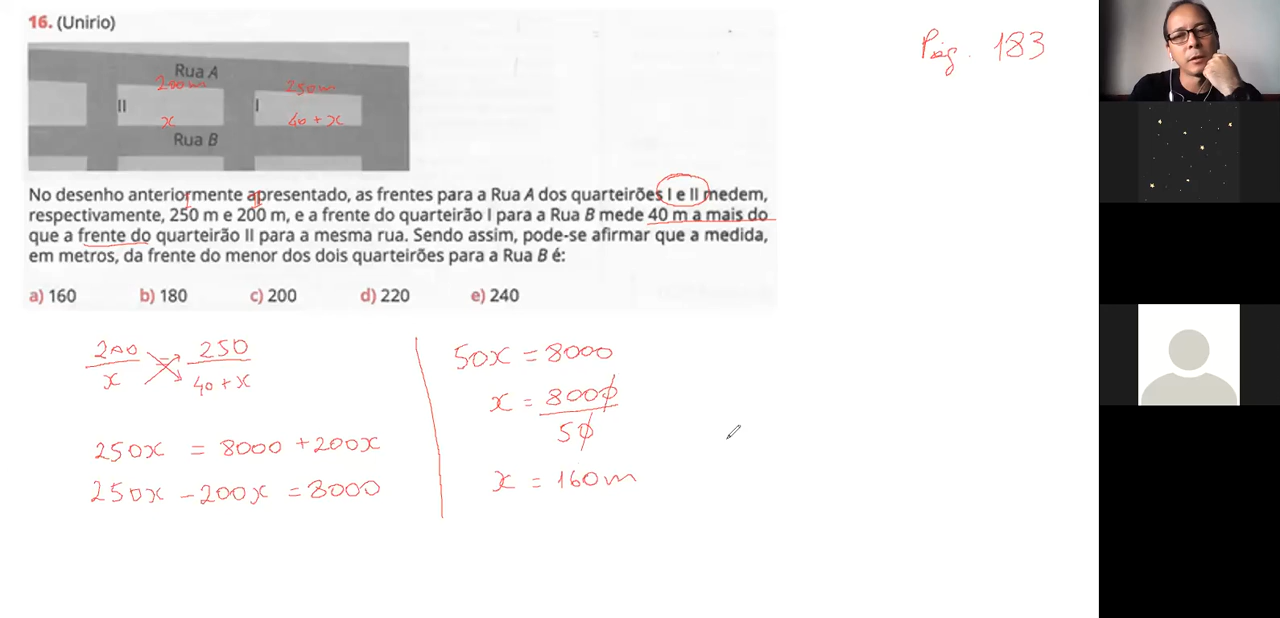 16. (Unirio)
Pág. 183
Rua A
200m 250m
II I
x 40 + x
Rua B
I II
No desenho anteriormente apresentado, as frentes para a Rua A dos quarteirões I e II medem,
respectivamente, 250 m e 200 m, e a frente do quarteirão I para a Rua B mede 40 m a mais do
que a frente do quarteirão II para a mesma rua. Sendo assim, pode-se afirmar que a medida,
em metros, da frente do menor dos dois quarteirões para a Rua B é:
a) 160 b) 180 c) 200 d) 220 e) 240
200/x = 250/40 + x
250x = 8000 + 200x
250x - 200x = 8000
50x = 8000
x = 8000/50
x = 160m